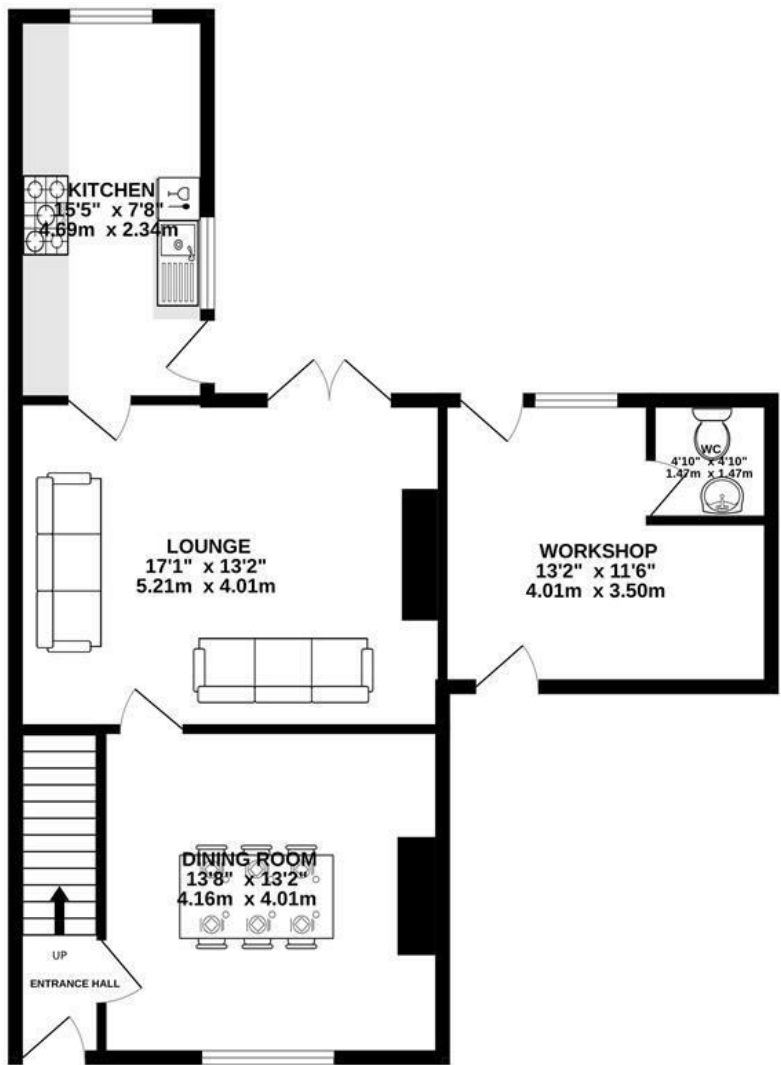 KITCHEN
15'5" x 7'8"
4.69m x 2.34m
WC
4'10" x 4'10"
1.47m x 1.47m
LOUNGE
17'1" x 13'2"
5.21m x 4.01m
WORKSHOP
13'2" x 11'6"
4.01m x 3.50m
DINING ROOM
13'8" x 13'2"
4.16m x 4.01m
UP
ENTRANCE HALL